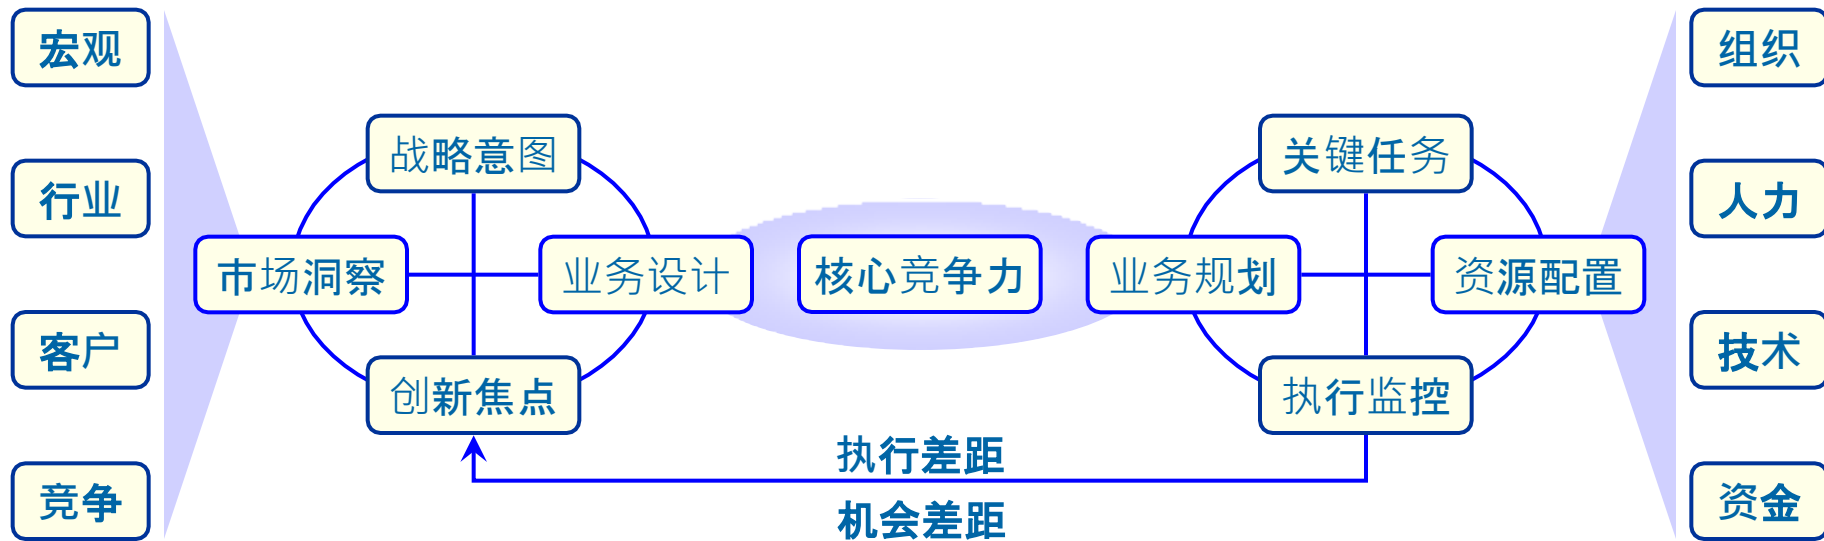 宏观
行业
客户
竞争
战略意图
市场洞察
业务设计
创新焦点
核心竞争力
关键任务
业务规划
资源配置
执行监控
执行差距
机会差距
组织
人力
技术
资金